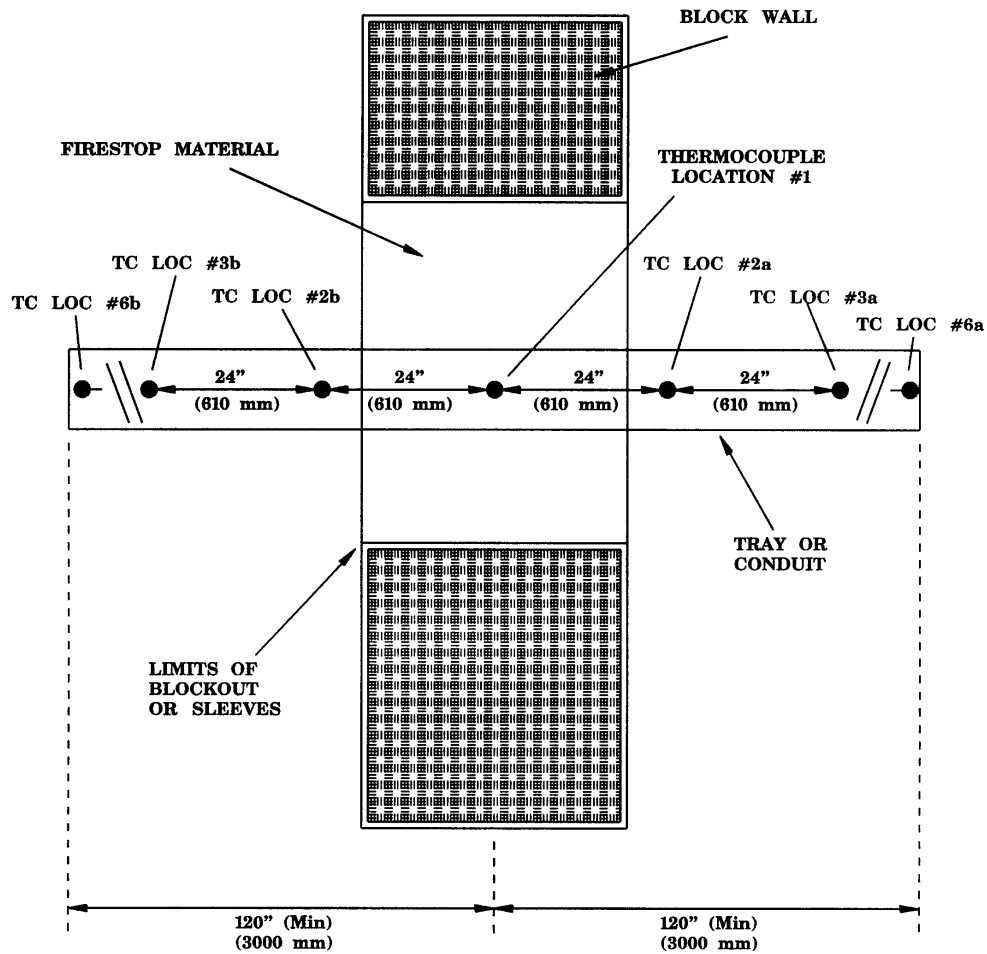 BLOCK WALL
FIRESTOP MATERIAL
THERMOCOUPLE
LOCATION #1
TC LOC #3b
TC LOC #2a
TC LOC #6b
TC LOC #2b
TC LOC #3a
TC LOC #6a
24" 24" 24" 24"
(610 mm) (610 mm) (610 mm) (610 mm)
TRAY OR
CONDUIT
LIMITS OF
BLOCKOUT
OR SLEEVES
120" (Min) 120" (Min)
(3000 mm) (3000 mm)